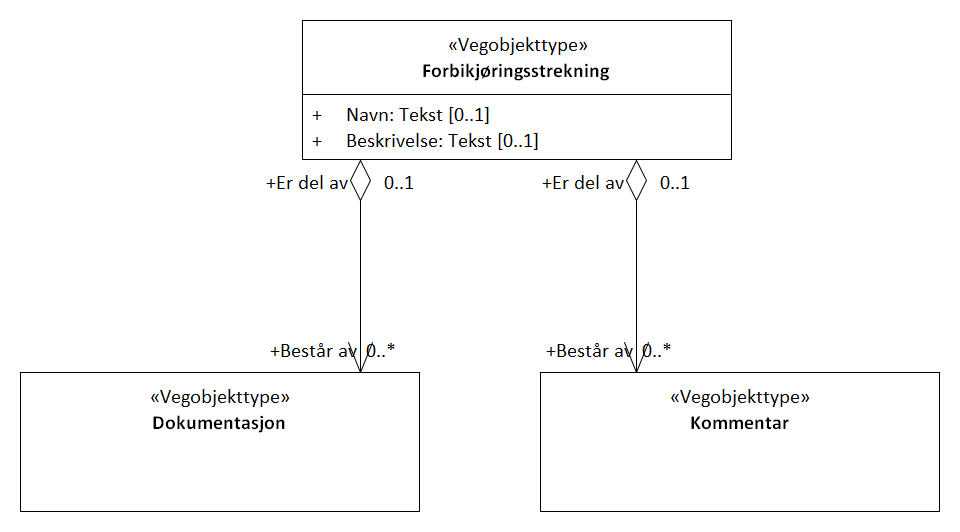 «Vegobjekttype»
Forbikjøringsstrekning
+ Navn: Tekst [0..1]
+ Beskrivelse: Tekst [0..1]
+Er del av 0..1
+Er del av 0..1
+Består av 0..*
+Består av 0..*
«Vegobjekttype»
Dokumentasjon
«Vegobjekttype»
Kommentar